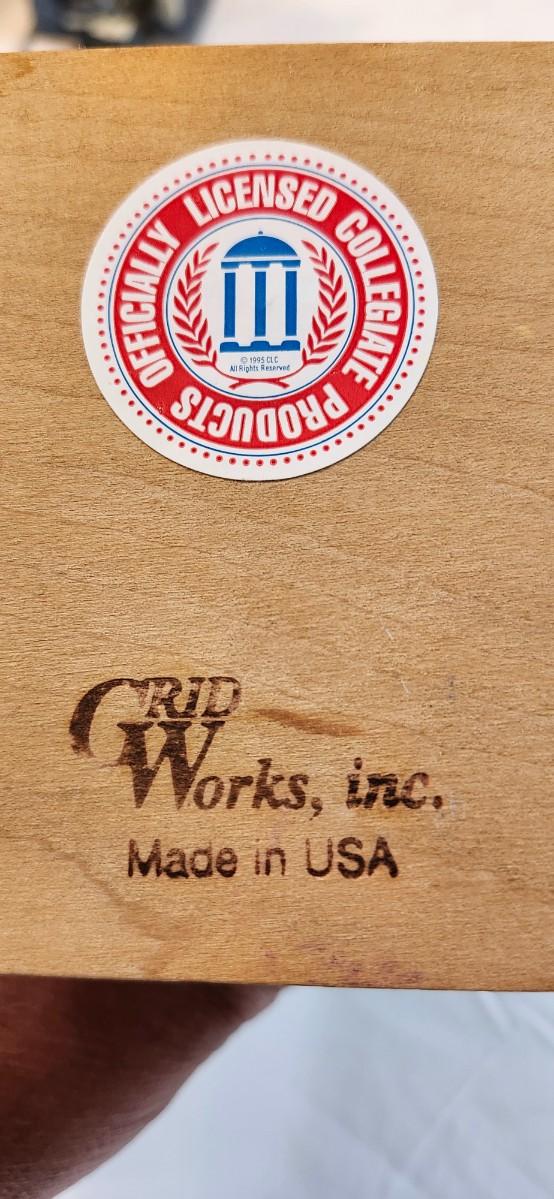 OFFICIALLY LICENSED COLLEGIATE PRODUCTS
© 1995 CLC
All Rights Reserved
GRID
Works, inc.
Made in USA